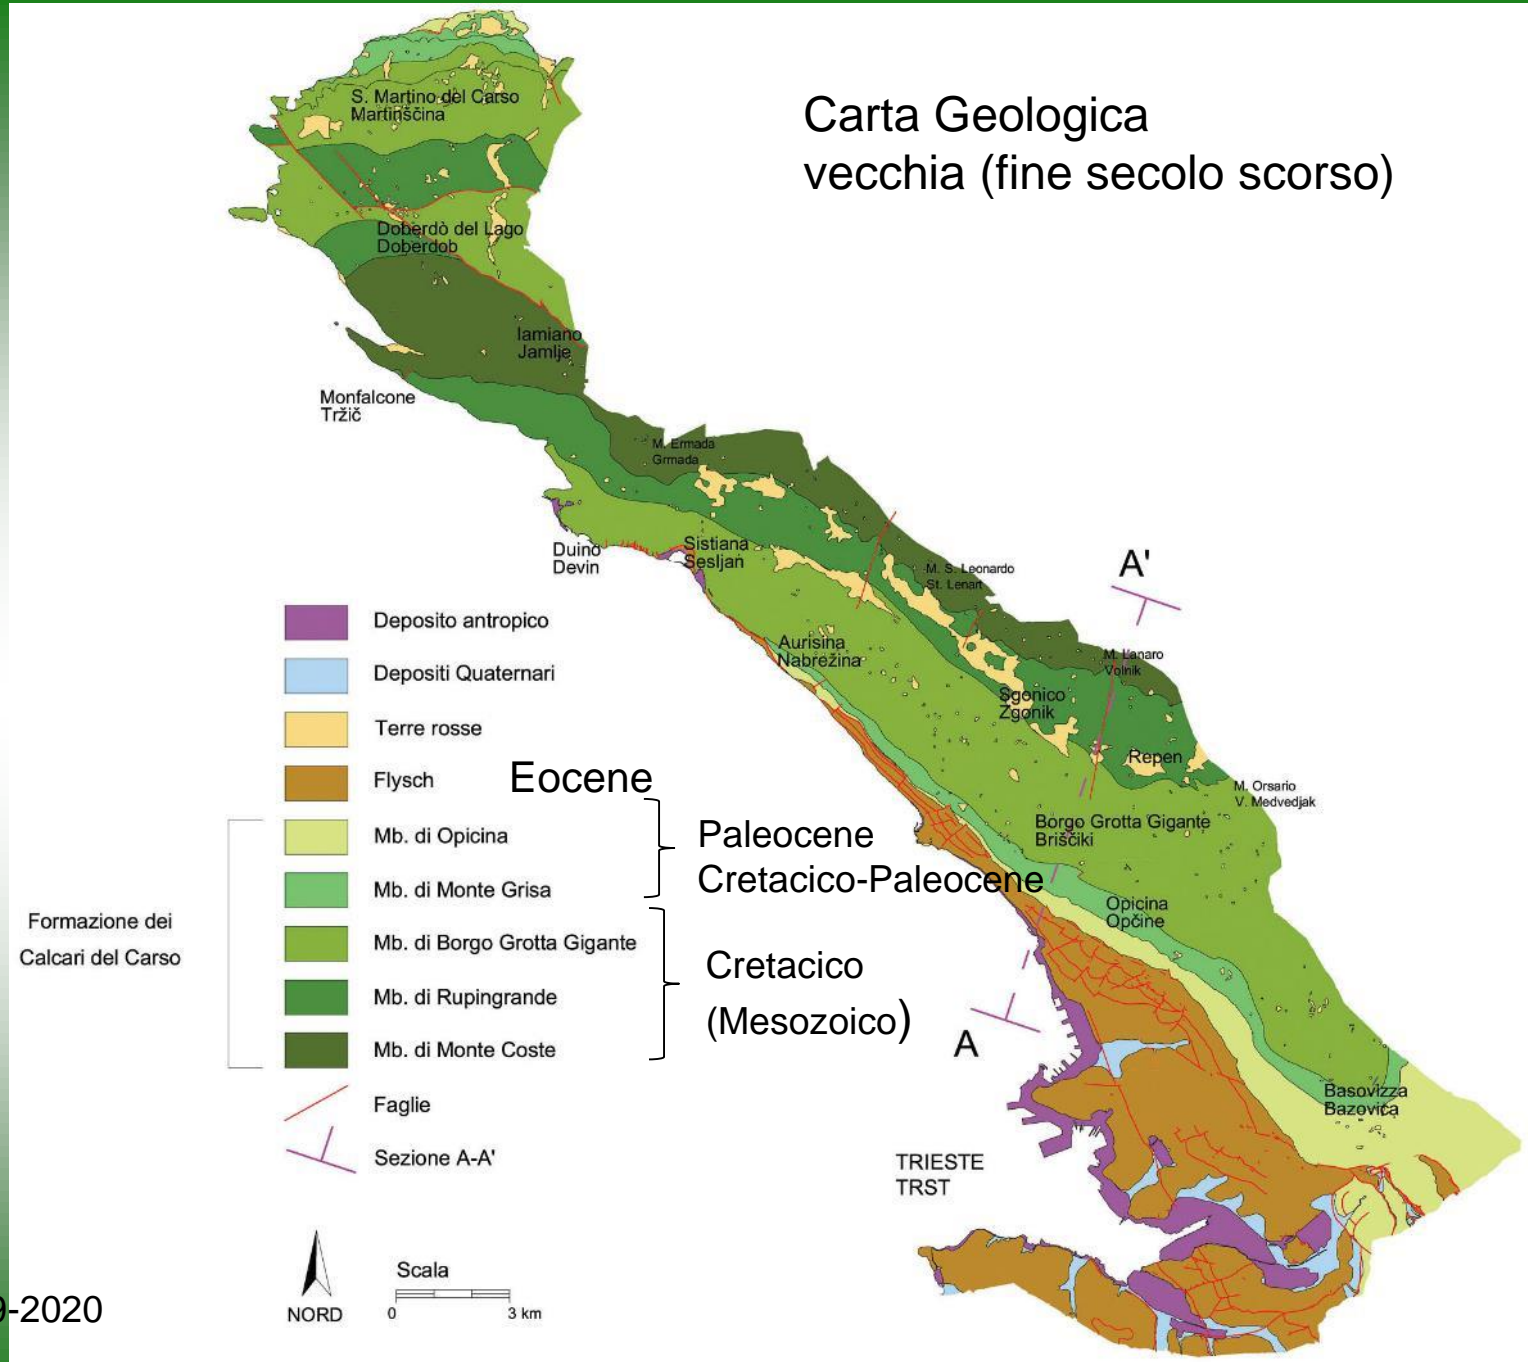 Carta Geologica
vecchia (fine secolo scorso)
S. Martino del Carso
Martinščina
Doberdò del Lago
Doberdob
Iamiano
Jamlje
Monfalcone
Tržič
M. Ermada
Grmada
Duino
Devin
Sistiana
Sesljan
M. S. Leonardo
St. Lenart
A'
Aurisina
Nabrežina
M. Lanaro
Volnik
Sgonico
Zgonik
Repen
M. Orsario
V. Medvedjak
Borgo Grotta Gigante
Briščiki
Opicina
Opčine
A
Basovizza
Bazovica
TRIESTE
TRST
Deposito antropico
Depositi Quaternari
Terre rosse
Flysch
Eocene
Mb. di Opicina
Paleocene
Mb. di Monte Grisa
Cretacico-Paleocene
Formazione dei
Calcari del Carso
Mb. di Borgo Grotta Gigante
Mb. di Rupingrande
Mb. di Monte Coste
Cretacico
(Mesozoico)
Faglie
Sezione A-A'
NORD
Scala
0 3 km
9-2020